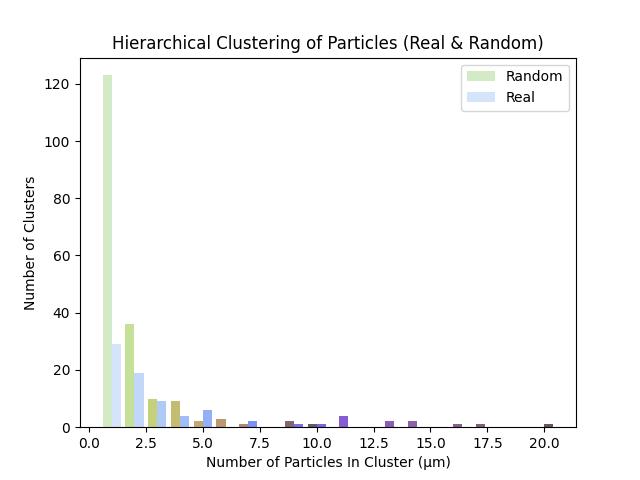 Hierarchical Clustering of Particles (Real & Random)
Random
Real
120
100
80
60
40
20
0
Number of Clusters
0.0 2.5 5.0 7.5 10.0 12.5 15.0 17.5 20.0
Number of Particles In Cluster (μm)